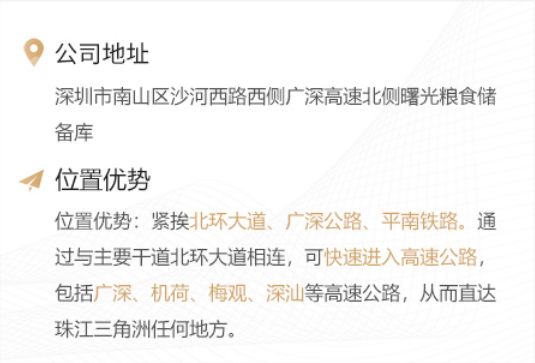 公司地址
深圳市南山区沙河西路西侧广深高速北侧曙光粮食储
备库
位置优势
位置优势：紧挨北环大道、广深公路、平南铁路。通
过与主要干道北环大道相连，可快速进入高速公路，
包括广深、机荷、梅观、深汕等高速公路，从而直达
珠江三角洲任何地方。